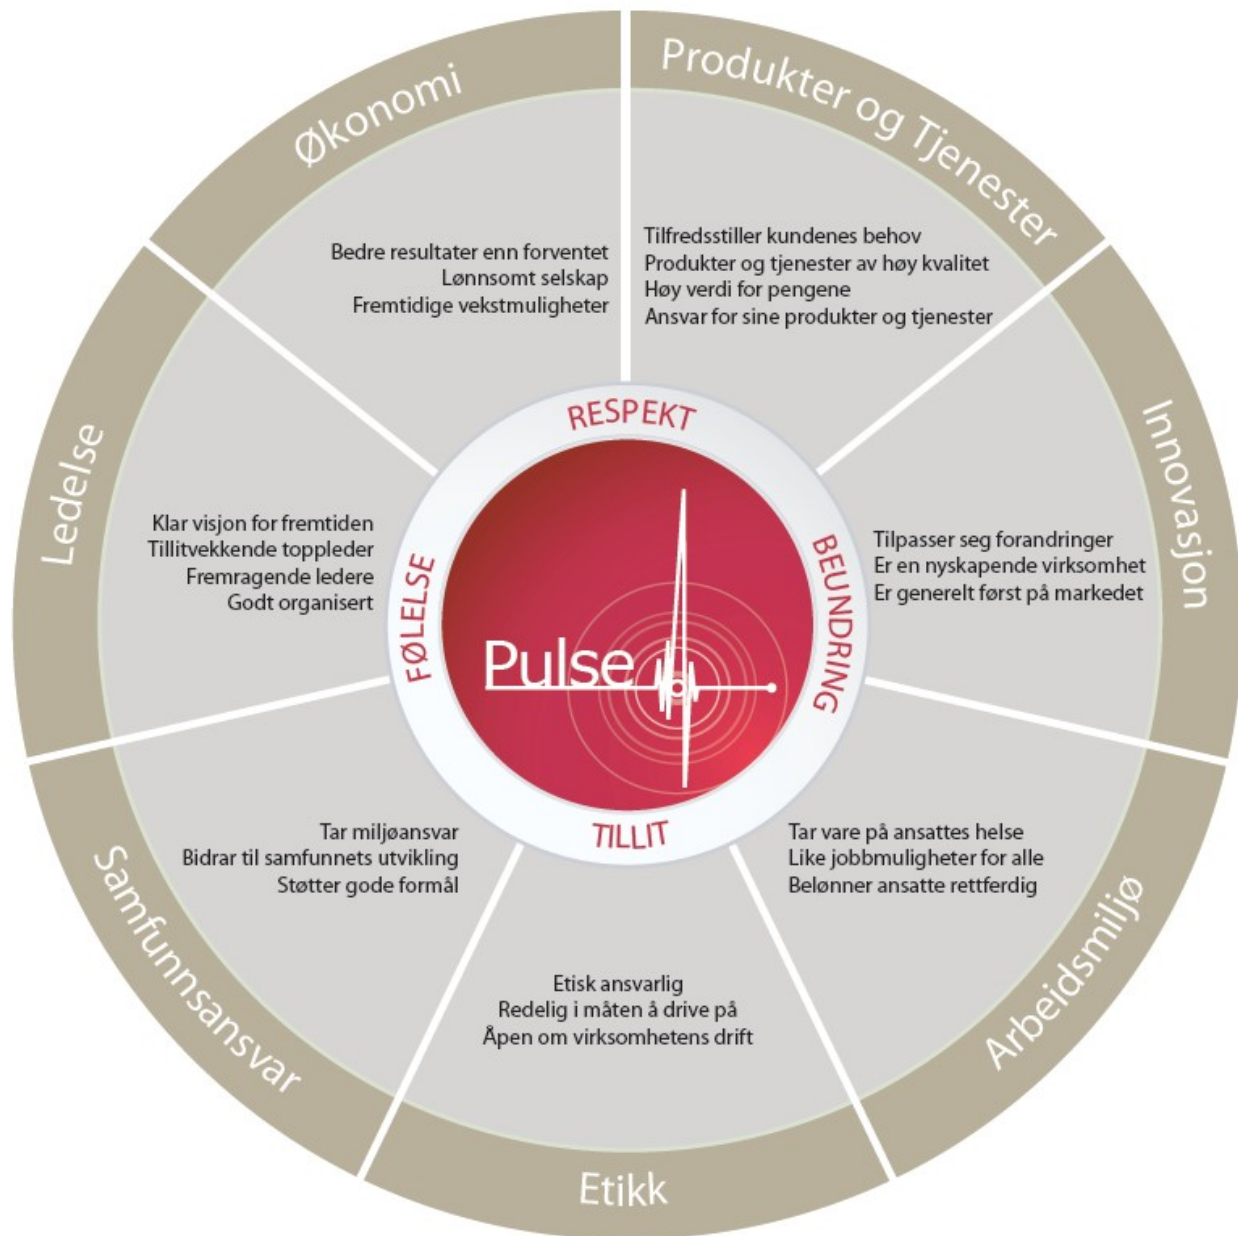 Produkter og Tjenester
Tilfredsstiller kundenes behov
Produkter og tjenester av høy kvalitet
Høy verdi for pengene
Ansvar for sine produkter og tjenester
Innovasjon
Tilpasser seg forandringer
Er en nyskapende virksomhet
Er generelt først på markedet
Arbeidsmiljø
Tar vare på ansattes helse
Like jobbmuligheter for alle
Belønner ansatte rettferdig
Etikk
Etisk ansvarlig
Redelig i måten å drive på
Åpen om virksomhetens drift
Samfunnsansvar
Tar miljøansvar
Bidrar til samfunnets utvikling
Støtter gode formål
Ledelse
Klar visjon for fremtiden
Tillitvekkende toppleder
Fremragende ledere
Godt organisert
Økonomi
Bedre resultater enn forventet
Lønnsomt selskap
Fremtidige vekstmuligheter
RESPEKT
BEUNDRING
TILLIT
FØLELSE
Pulse